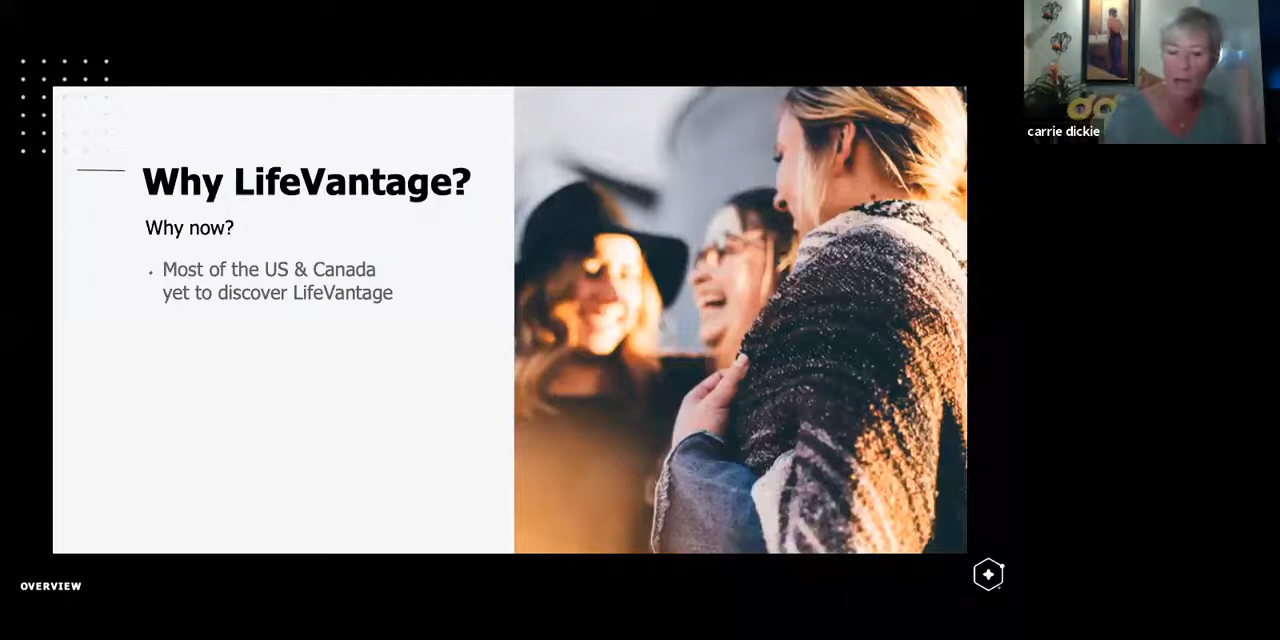 Why LifeVantage?
Why now?
• Most of the US & Canada
yet to discover LifeVantage
OVERVIEW
carrie dickie